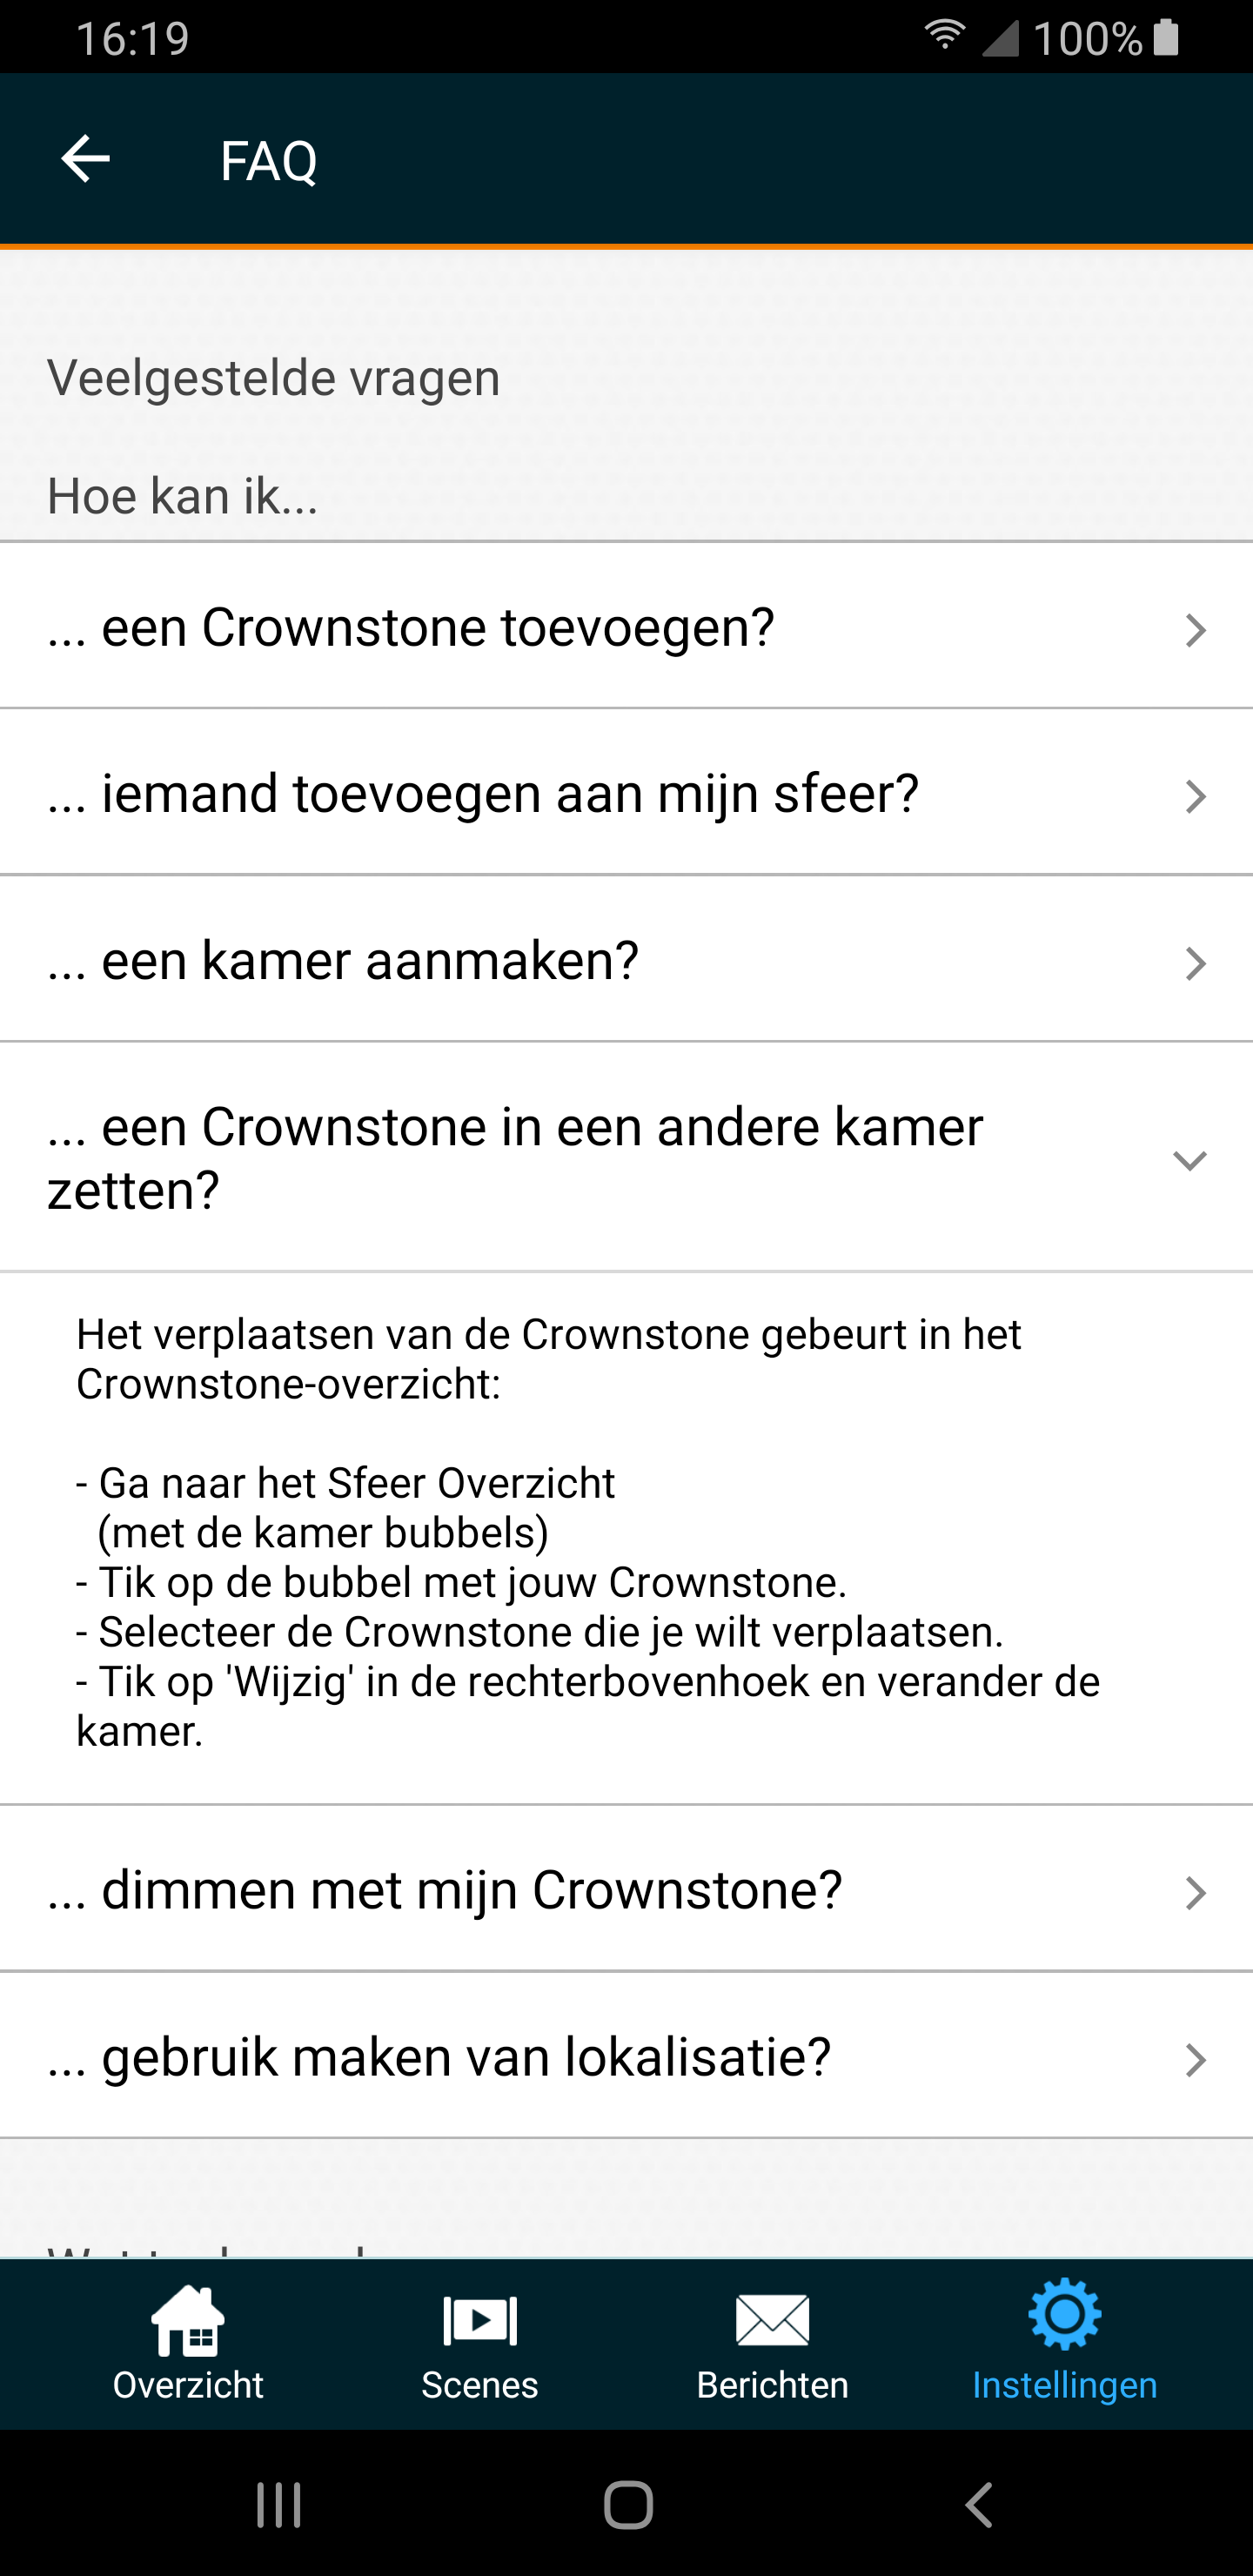 16:19
100%
FAQ
Veelgestelde vragen
Hoe kan ik...
... een Crownstone toevoegen?
... iemand toevoegen aan mijn sfeer?
... een kamer aanmaken?
... een Crownstone in een andere kamer
zetten?
Het verplaatsen van de Crownstone gebeurt in het
Crownstone-overzicht:
- Ga naar het Sfeer Overzicht
(met de kamer bubbels)
- Tik op de bubbel met jouw Crownstone.
- Selecteer de Crownstone die je wilt verplaatsen.
- Tik op 'Wijzig' in de rechterbovenhoek en verander de
kamer.
... dimmen met mijn Crownstone?
... gebruik maken van lokalisatie?
Overzicht
Scenes
Berichten
Instellingen